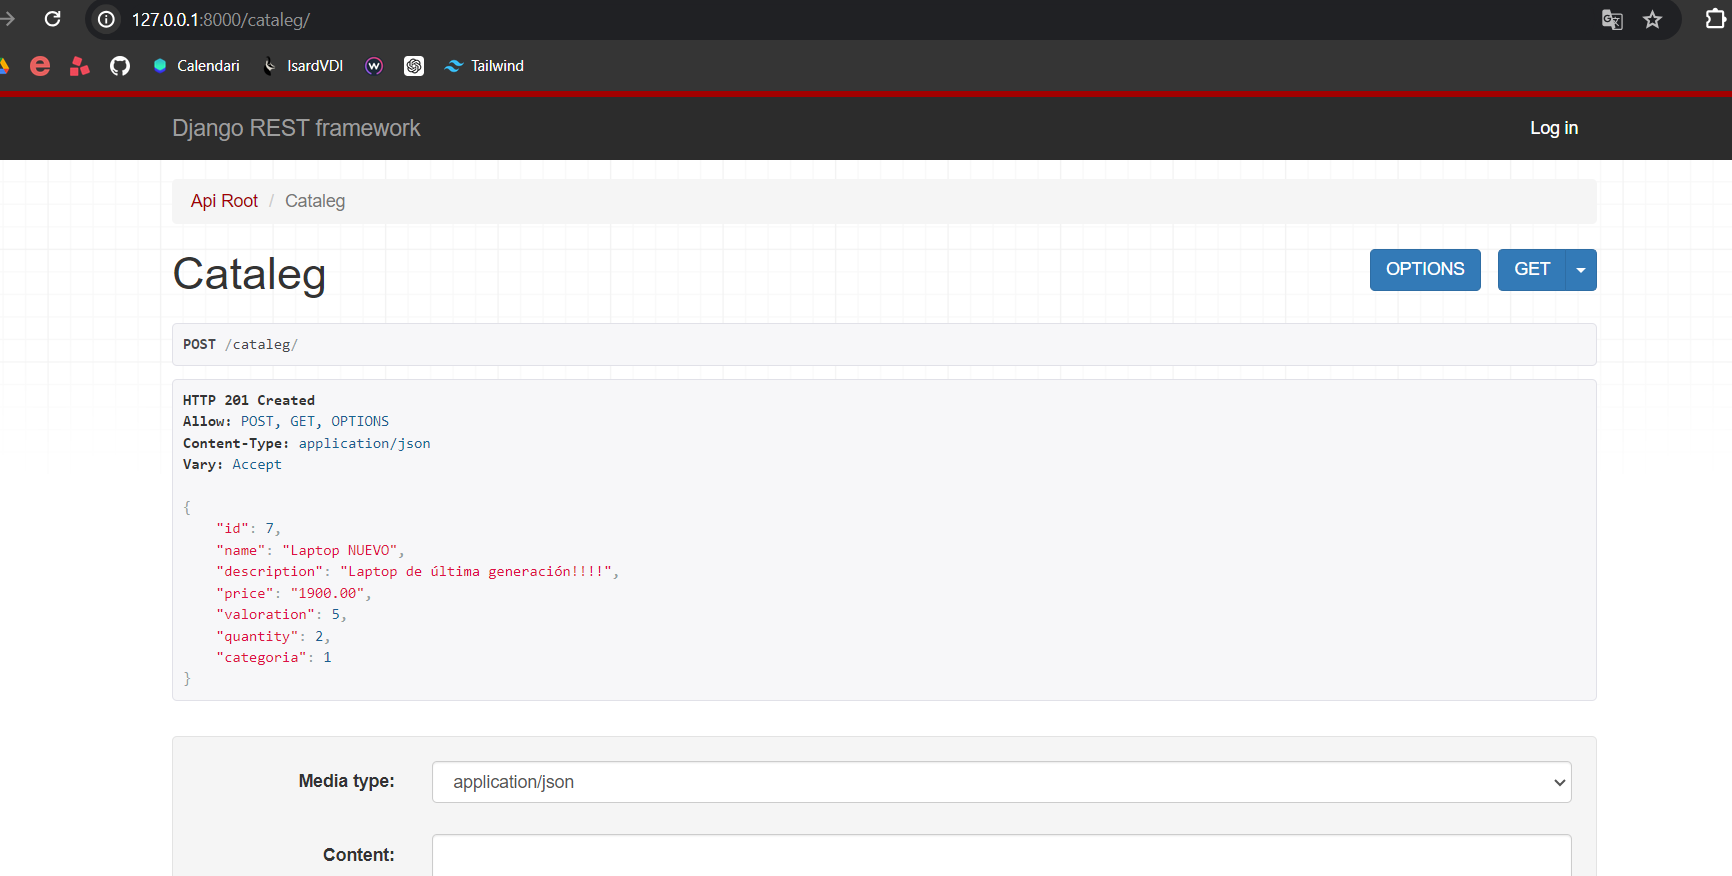 127.0.0.1:8000/cataleg/
Calendari IsardVDI Tailwind
Django REST framework Log in
Api Root / Cataleg
Cataleg OPTIONS GET
POST /cataleg/
HTTP 201 Created
Allow: POST, GET, OPTIONS
Content-Type: application/json
Vary: Accept
{
"id": 7,
"name": "Laptop NUEVO",
"description": "Laptop de última generación!!!!",
"price": "1900.00",
"valoration": 5,
"quantity": 2,
"categoria": 1
}
Media type: application/json
Content: